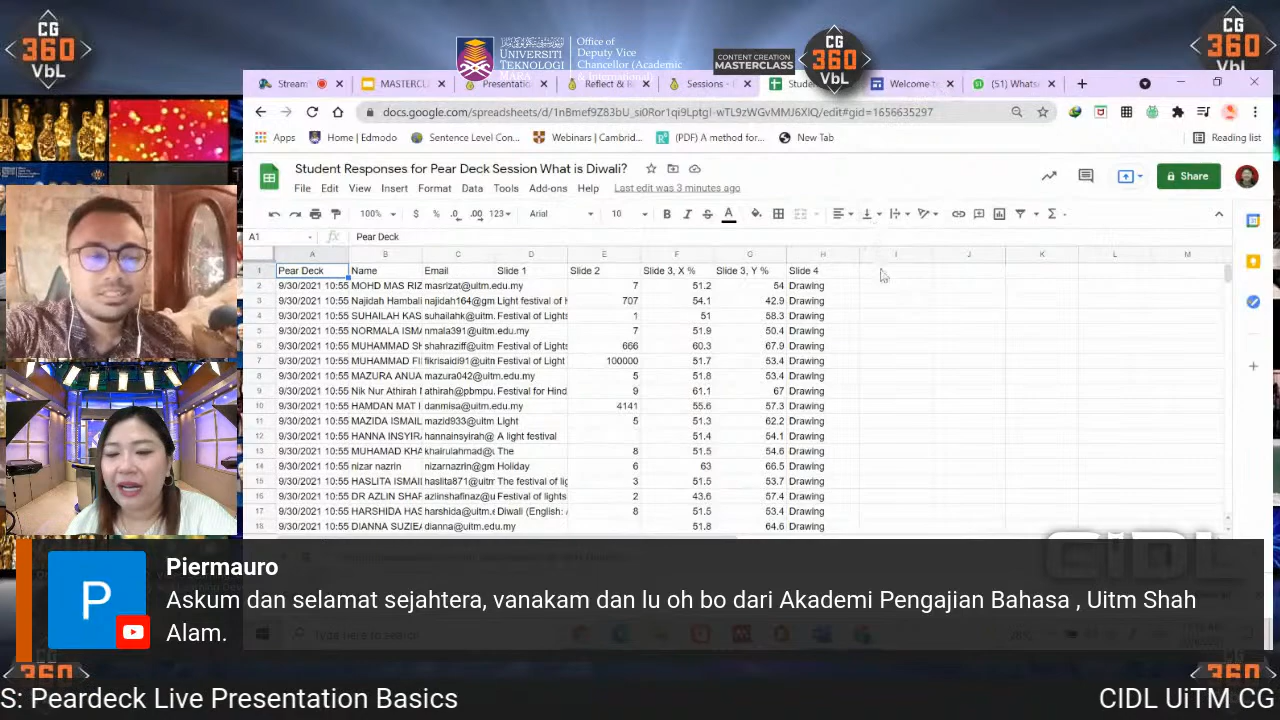 CG
360
VbL
UNIVERSITI
TEKNOLOGI
MARA
Office of
Deputy Vice
Chancellor (Academic
& International)
CONTENT CREATION
MASTERCLASS
CG
360
VbL
CG
360
VbL
Stream
MASTERCL
Presentatio
Reflect & R
Sessions -
Stude
Welcome t
(51) Whats
docs.google.com/spreadsheets/d/1nBmef9Z83bU_si0Ror1qi9LptgI-wTL9zWGvMMJ6XlQ/edit#gid=1656635297
Apps
Home | Edmodo
Sentence Level Con...
Webinars | Cambrid...
(PDF) A method for...
New Tab
Reading list
Student Responses for Pear Deck Session What is Diwali?
File Edit View Insert Format Data Tools Add-ons Help Last edit was 3 minutes ago
Share
100% $ % .0 .00 123 Arial 10 B I S A
A1 fx Pear Deck
A B C D E F G H I J K L M
1 Pear Deck Name Email Slide 1 Slide 2 Slide 3, X % Slide 3, Y % Slide 4
2 9/30/2021 10:55 MOHD MAS RIZ masrizat@uitm.edu.my 7 51.2 54 Drawing
3 9/30/2021 10:55 Najidah Hambali najidah164@gm Light festival of h 707 54.1 42.9 Drawing
4 9/30/2021 10:55 SUHAILAH KAS suhailahk@uitm. Festival of Lights 1 51 58.3 Drawing
5 9/30/2021 10:55 NORMALA ISMA nmala391@uitm.edu.my 7 51.9 50.4 Drawing
6 9/30/2021 10:55 MUHAMMAD SH shahraziff@uitm Festival of Lights 666 60.3 67.9 Drawing
7 9/30/2021 10:55 MUHAMMAD FI fikrisaidi91@uitm Festival of Light 100000 51.7 53.4 Drawing
8 9/30/2021 10:55 MAZURA ANUA mazura042@uitm.edu.my 5 51.8 53.4 Drawing
9 9/30/2021 10:55 Nik Nur Athirah athirah@pbmpu. Festival for Hind 9 61.1 67 Drawing
10 9/30/2021 10:55 HAMDAN MAT I danmisa@uitm.edu.my 4141 55.6 57.3 Drawing
11 9/30/2021 10:55 MAZIDA ISMAIL mazid933@uitm Light 5 51.3 62.2 Drawing
12 9/30/2021 10:55 HANNA INSYIR hannainsyirah@ A light festival 51.4 54.1 Drawing
13 9/30/2021 10:55 MUHAMAD KHA khairulahmad@ The 8 51.5 54.6 Drawing
14 9/30/2021 10:55 nizar nazrin nizarnazrin@gm Holiday 6 63 66.5 Drawing
15 9/30/2021 10:55 HASLITA ISMAIL haslita871@uitm The festival of lig 3 51.5 53.7 Drawing
16 9/30/2021 10:55 DR AZLIN SHAF azlinshafinaz@u Festival of lights 2 43.6 57.4 Drawing
17 9/30/2021 10:55 HARSHIDA HAS harshida@uitm.e Diwali (English: 8 51.5 53.4 Drawing
18 9/30/2021 10:55 DIANNA SUZIE dianna@uitm.edu.my 51.8 64.6 Drawing
CIDL
P
Piermauro
Askum dan selamat sejahtera, vanakam dan lu oh bo dari Akademi Pengajian Bahasa , Uitm Shah
Alam.
Type here to search
CG
360
CG
360
S: Peardeck Live Presentation Basics
CIDL UiTM CG